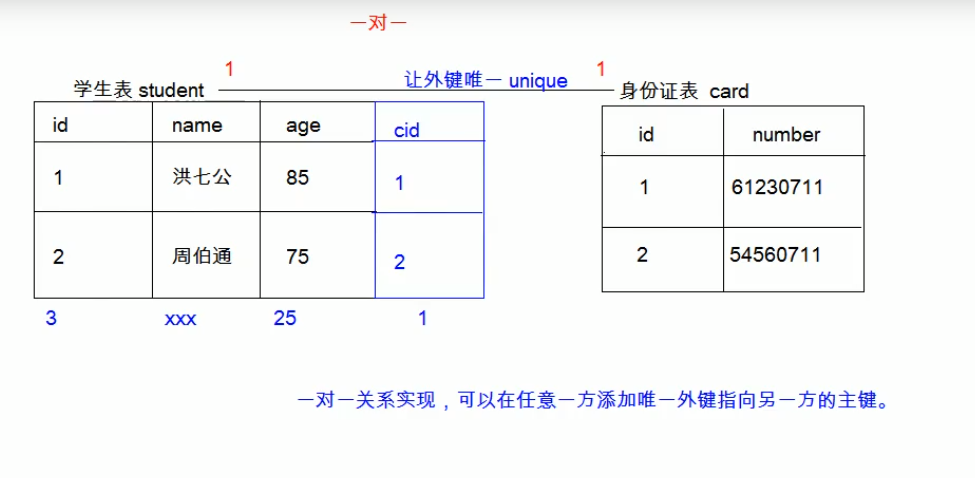 一对一
1 让外键唯一 unique 1
学生表 student 身份证表 card
id name age cid
id number
1 洪七公 85 1
1 61230711
2 周伯通 75 2
2 54560711
3 xxx 25 1
一对一关系实现，可以在任意一方添加唯一外键指向另一方的主键。